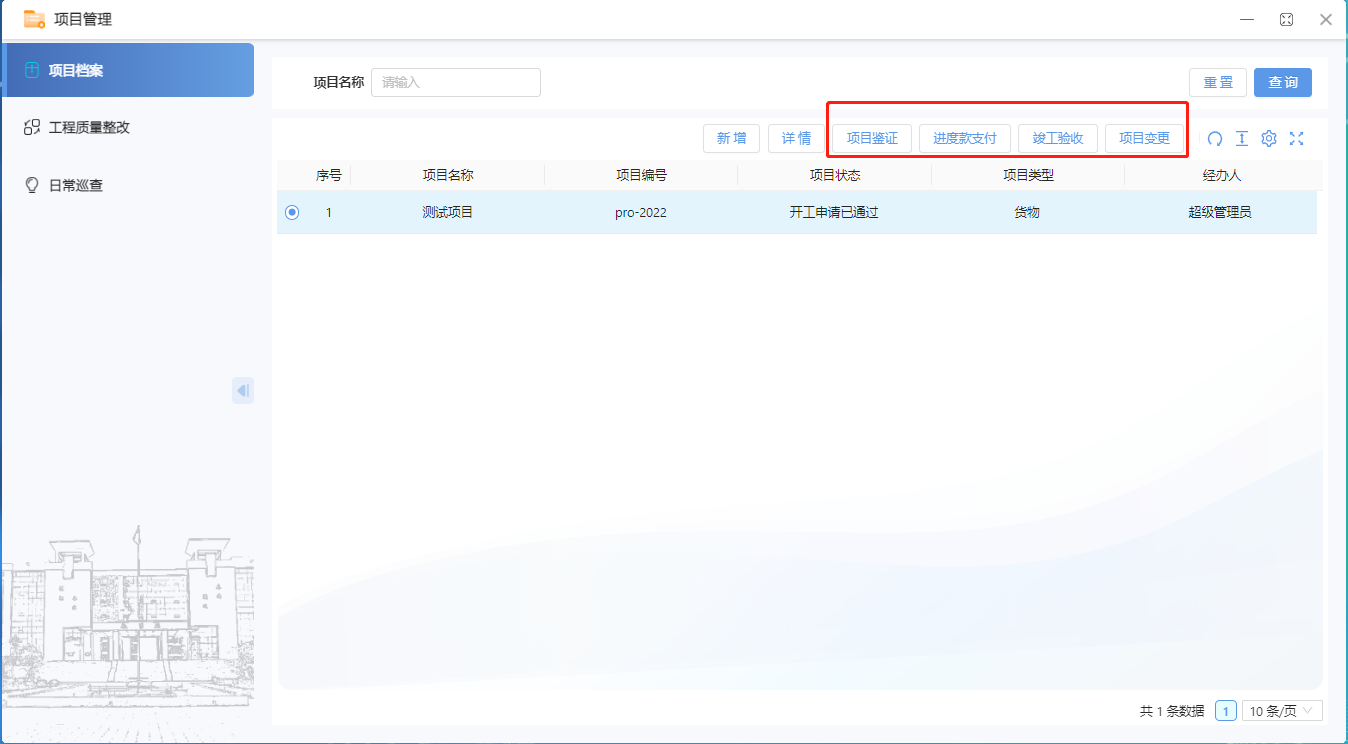 项目管理
项目档案
工程质量整改
日常巡查
项目名称 请输入 重置 查询
新增 详情 项目鉴证 进度款支付 竣工验收 项目变更
序号 项目名称 项目编号 项目状态 项目类型 经办人
1 测试项目 pro-2022 开工申请已通过 货物 超级管理员
共 1 条数据 1 10 条/页